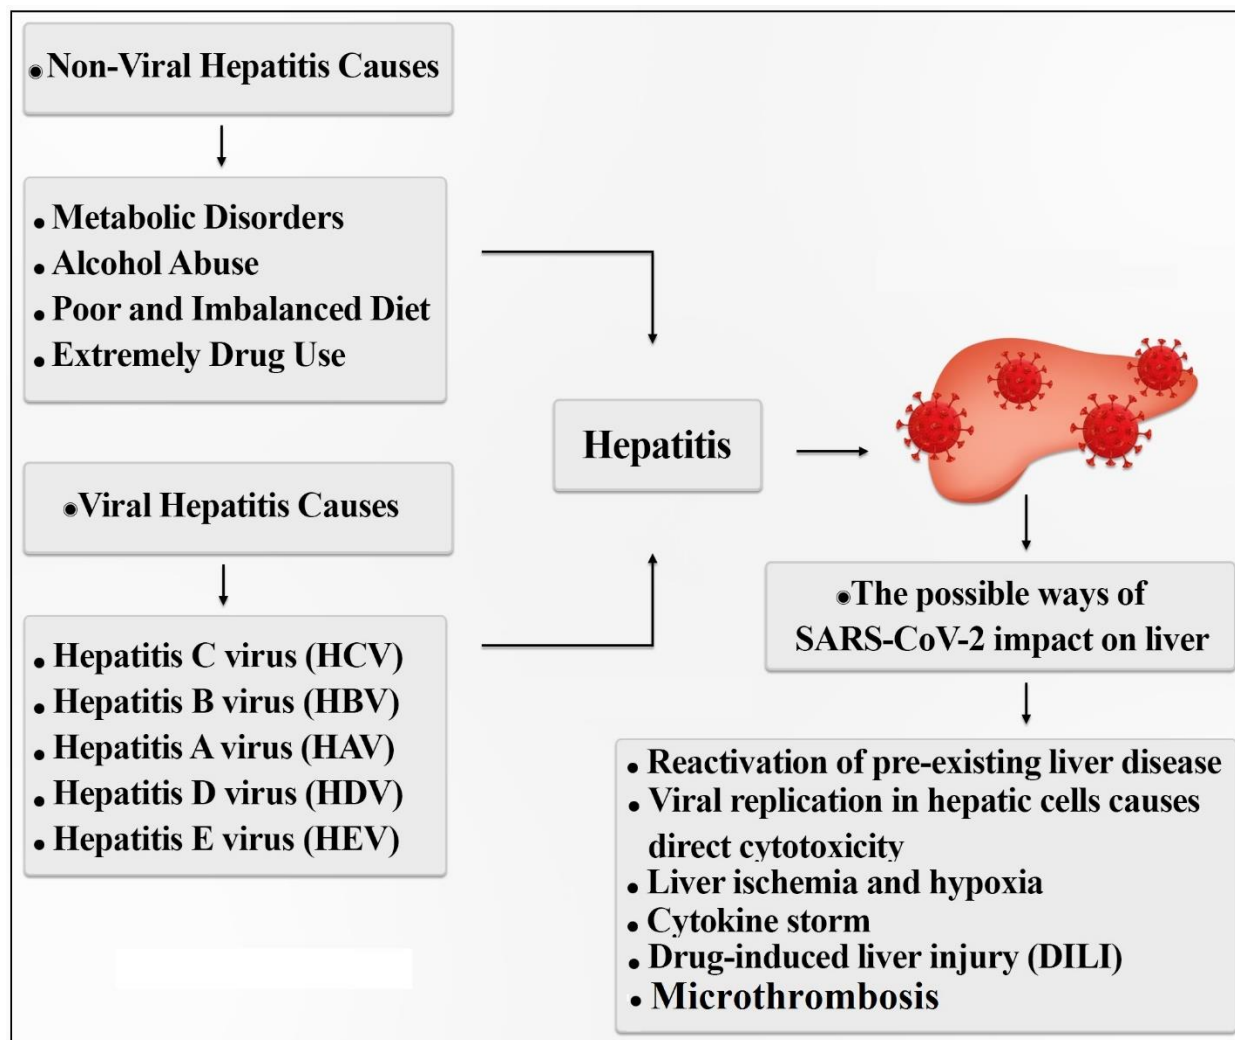 ◉Non-Viral Hepatitis Causes
• Metabolic Disorders
• Alcohol Abuse
• Poor and Imbalanced Diet
• Extremely Drug Use
◉Viral Hepatitis Causes
• Hepatitis C virus (HCV)
• Hepatitis B virus (HBV)
• Hepatitis A virus (HAV)
• Hepatitis D virus (HDV)
• Hepatitis E virus (HEV)
Hepatitis
◉The possible ways of
SARS-CoV-2 impact on liver
• Reactivation of pre-existing liver disease
• Viral replication in hepatic cells causes
direct cytotoxicity
• Liver ischemia and hypoxia
• Cytokine storm
• Drug-induced liver injury (DILI)
• Microthrombosis